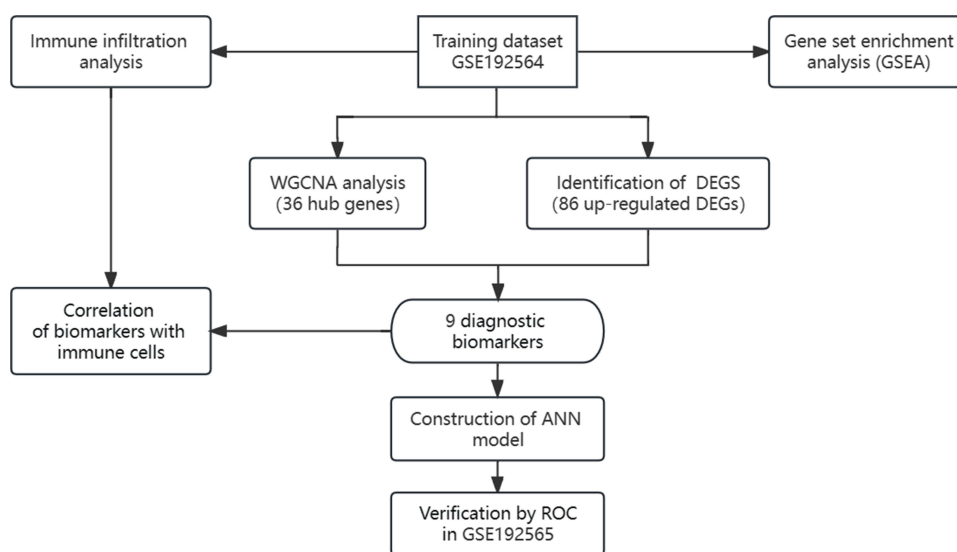 Immune infiltration
analysis
Training dataset
GSE192564
Gene set enrichment
analysis (GSEA)
WGCNA analysis
(36 hub genes)
Identification of DEGS
(86 up-regulated DEGs)
Correlation
of biomarkers with
immune cells
9 diagnostic
biomarkers
Construction of ANN
model
Verification by ROC
in GSE192565